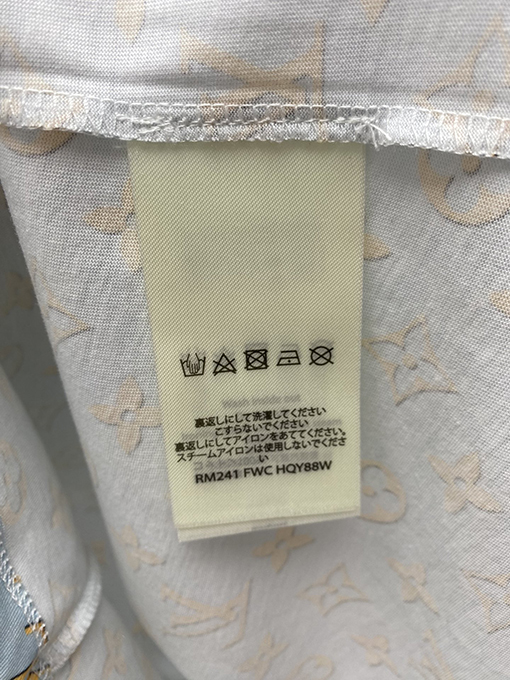 Wash inside out
裏返しにして洗濯してください
こすらないでください
裏返しにしてアイロンをあててください。
スチームアイロンは使用しないでくださ
い
RM241 FWC HQY88W